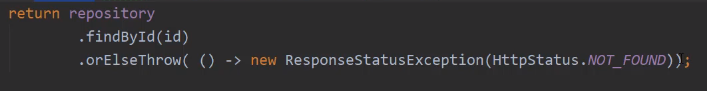 return repository
.findById(id)
.orElseThrow( () -> new ResponseStatusException(HttpStatus.NOT_FOUND));